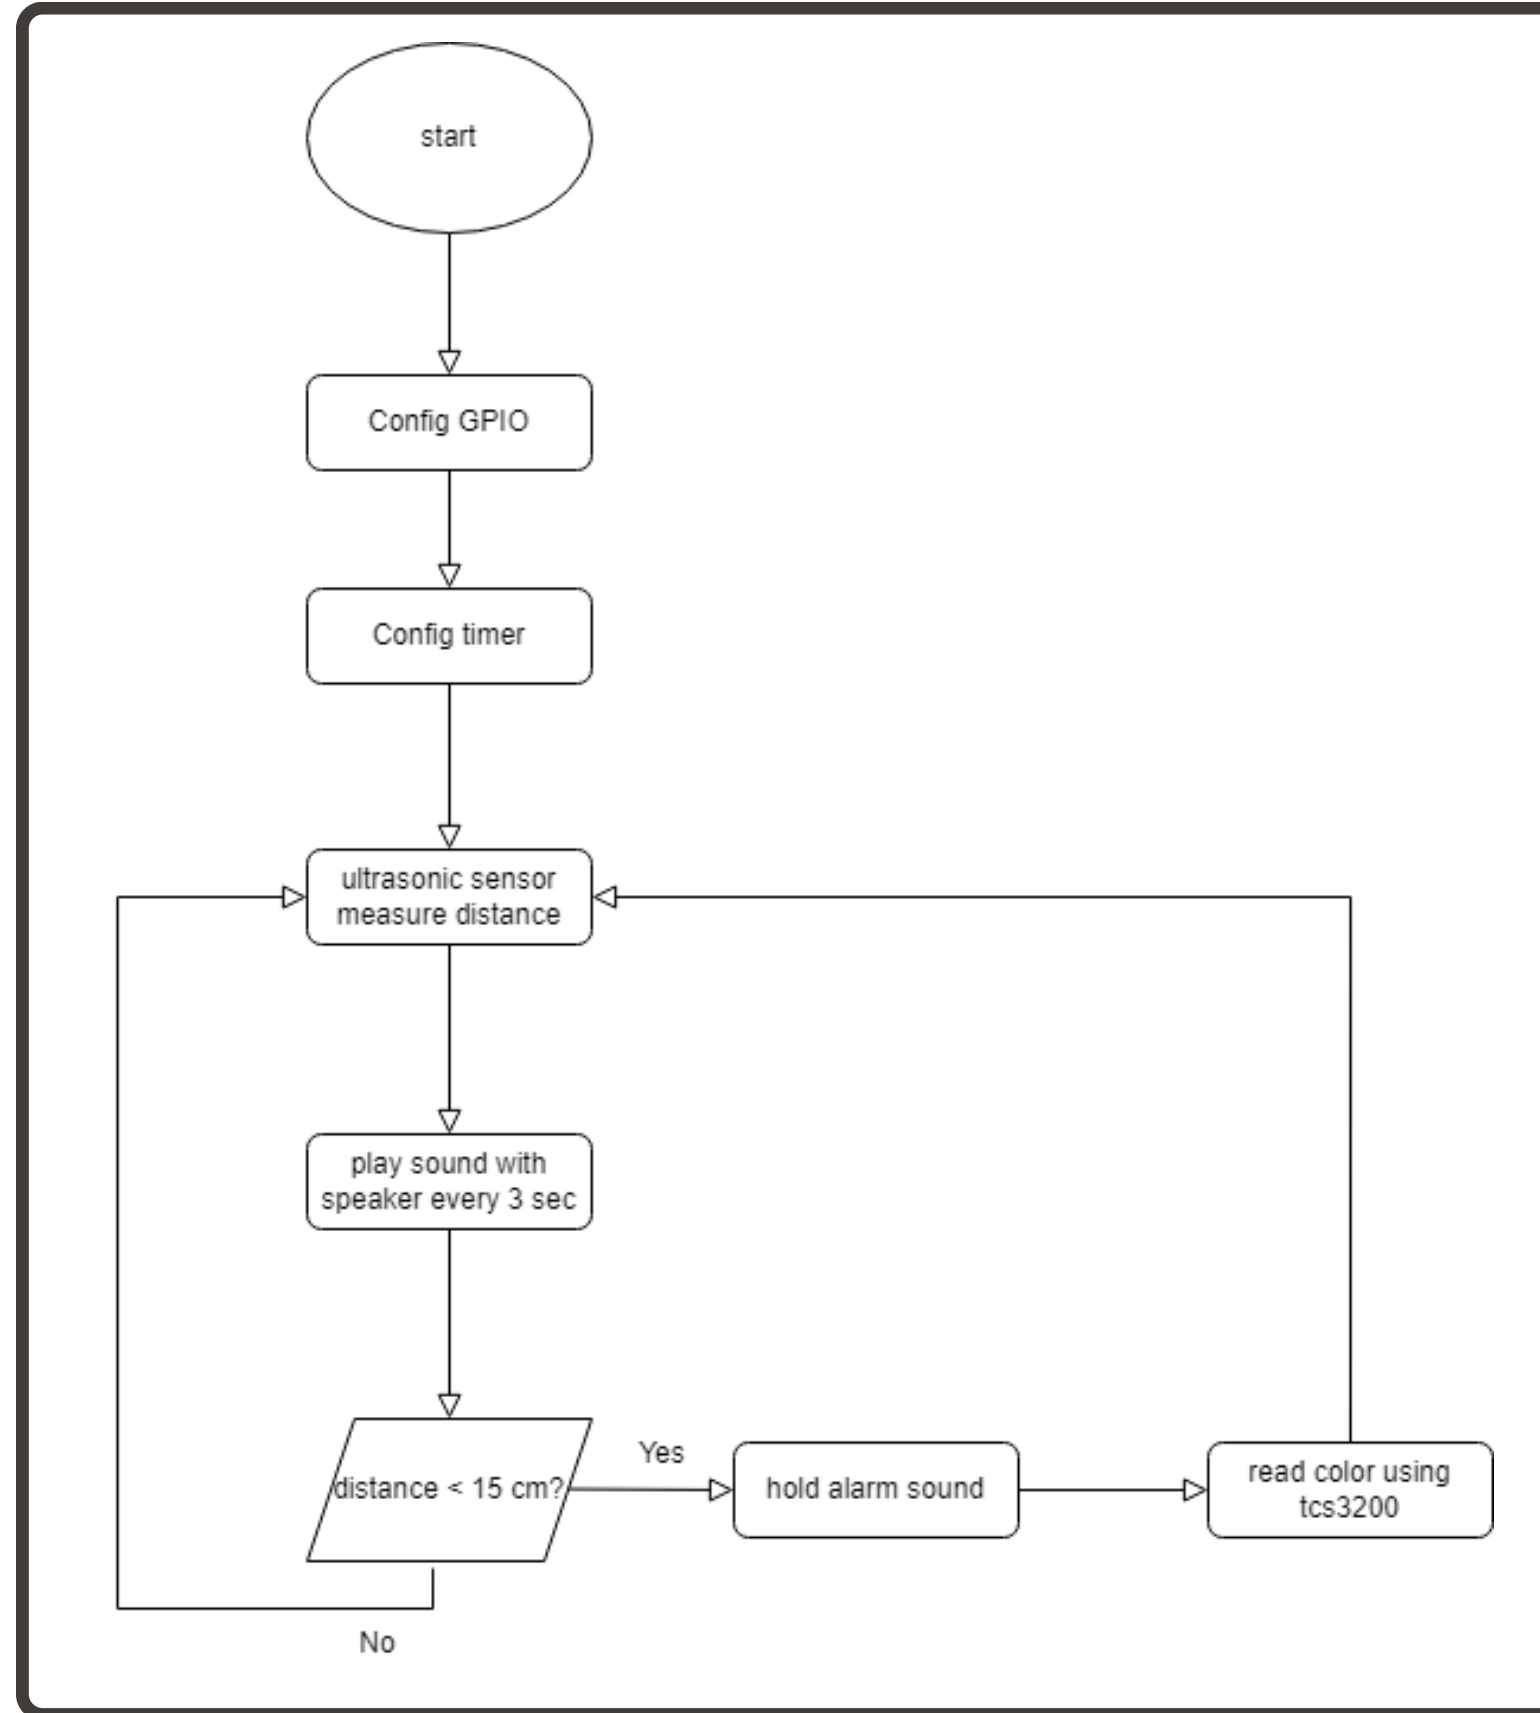 start
Config GPIO
Config timer
ultrasonic sensor
measure distance
play sound with
speaker every 3 sec
distance < 15 cm?
Yes
hold alarm sound
read color using
tcs3200
No